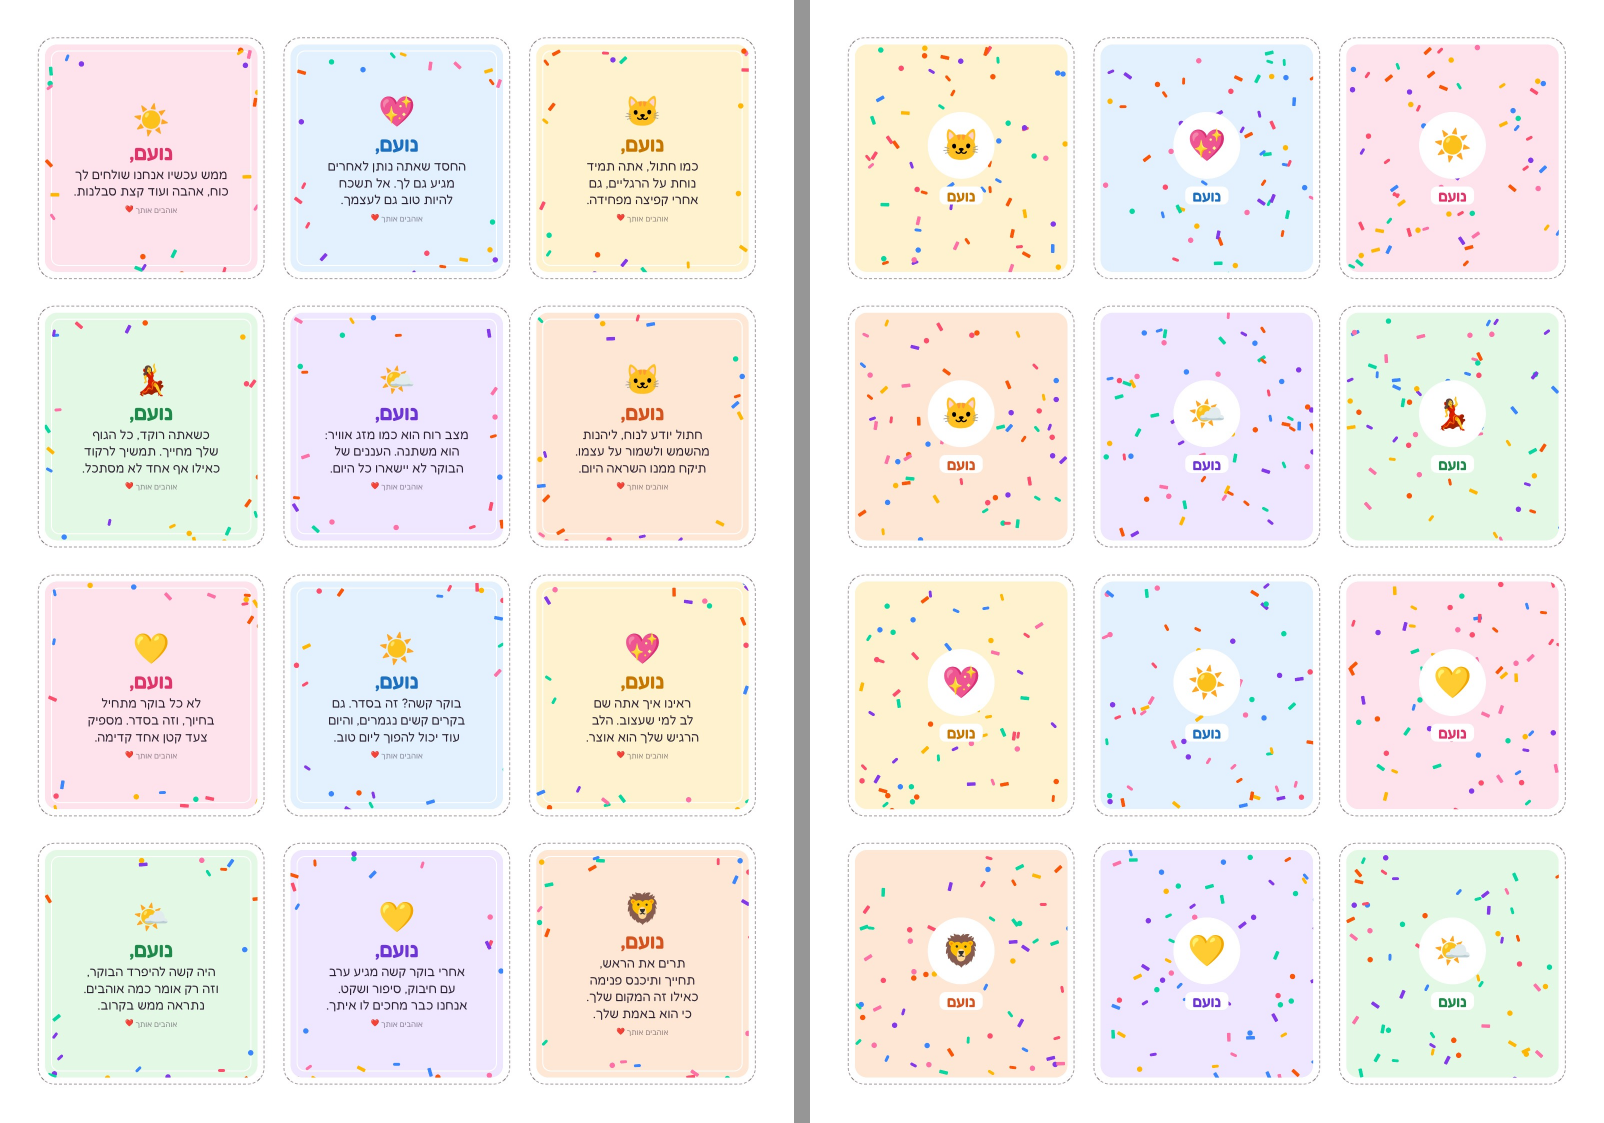 נועם,
כמו חתול, אתה תמיד
נוחת על הרגליים, גם
אחרי קפיצה מפחידה.
אוהבים אותך ❤️
נועם,
החסד שאתה נותן לאחרים
מגיע גם לך. אל תשכח
להיות טוב גם לעצמך.
אוהבים אותך ❤️
נועם,
ממש עכשיו אנחנו שולחים לך
כוח, אהבה ועוד קצת סבלנות.
אוהבים אותך ❤️
נועם,
חתול יודע לנוח, ליהנות
מהשמש ולשמור על עצמו.
תיקח ממנו השראה היום.
אוהבים אותך ❤️
נועם,
מצב רוח הוא כמו מזג אוויר:
הוא משתנה. העננים של
הבוקר לא יישארו כל היום.
אוהבים אותך ❤️
נועם,
כשאתה רוקד, כל הגוף
שלך מחייך. תמשיך לרקוד
כאילו אף אחד לא מסתכל.
אוהבים אותך ❤️
נועם,
ראינו איך אתה שם
לב למי שעצוב. הלב
הרגיש שלך הוא אוצר.
אוהבים אותך ❤️
נועם,
בוקר קשה? זה בסדר. גם
בקרים קשים נגמרים, והיום
עוד יכול להפוך ליום טוב.
אוהבים אותך ❤️
נועם,
לא כל בוקר מתחיל
בחיוך, וזה בסדר. מספיק
צעד קטן אחד קדימה.
אוהבים אותך ❤️
נועם,
תרים את הראש,
תחייך ותיכנס פנימה
כאילו זה המקום שלך.
כי הוא באמת שלך.
אוהבים אותך ❤️
נועם,
אחרי בוקר קשה מגיע ערב
עם חיבוק, סיפור ושקט.
אנחנו כבר מחכים לו איתך.
אוהבים אותך ❤️
נועם,
היה קשה להיפרד הבוקר,
וזה רק אומר כמה אוהבים.
נתראה ממש בקרוב.
אוהבים אותך ❤️
נועם
נועם
נועם
נועם
נועם
נועם
נועם
נועם
נועם
נועם
נועם
נועם